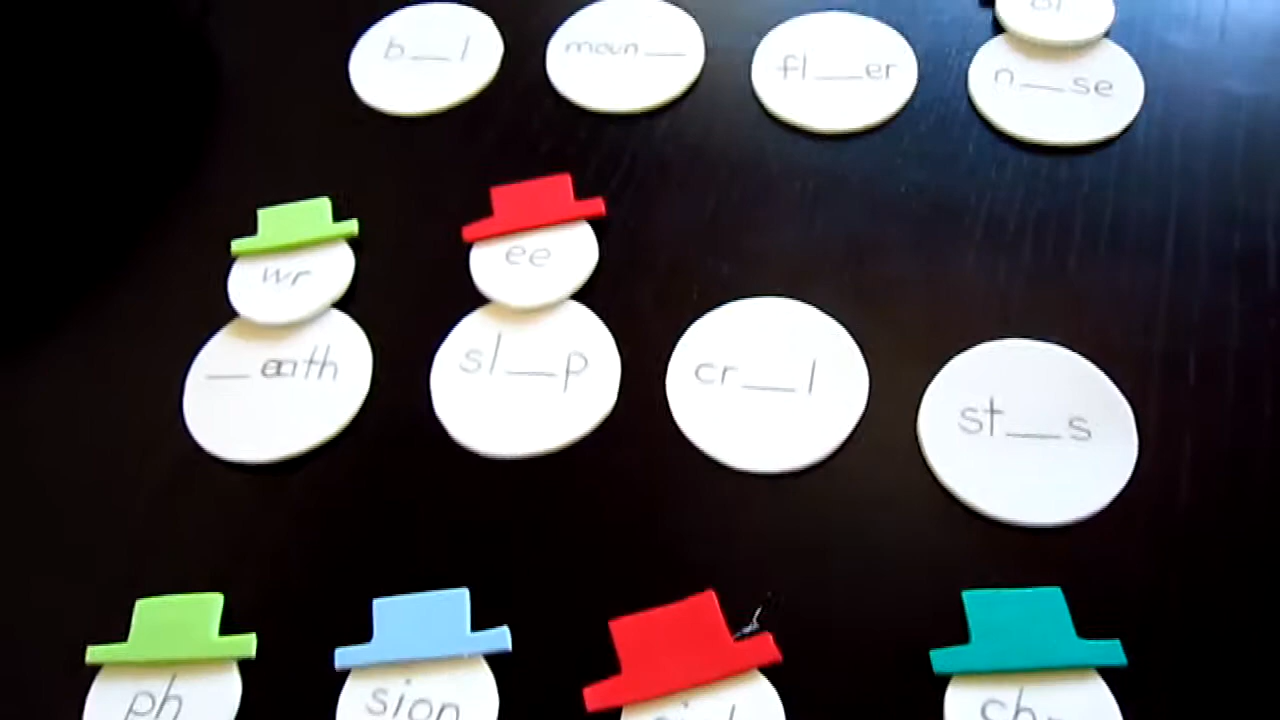 b__l
moun__
fl__er
n__se
wr
__eath
ee
sl__p
cr__l
st__s
ph
sion